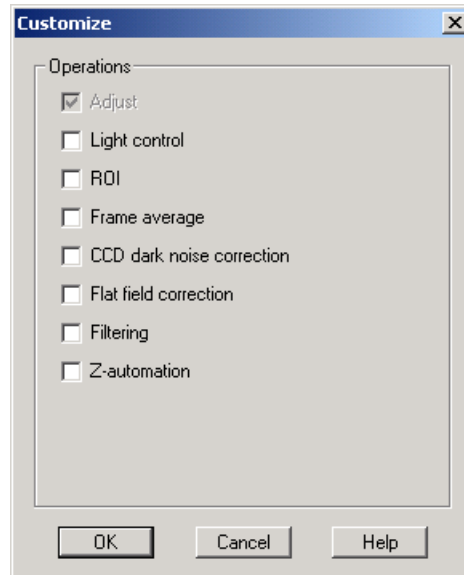 Customize
Operations
Adjust
Light control
ROI
Frame average
CCD dark noise correction
Flat field correction
Filtering
Z-automation
OK Cancel Help